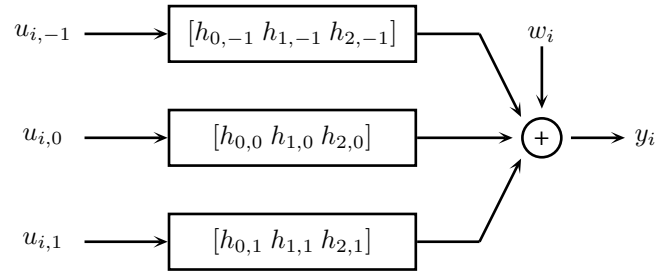 u_{i,−1} [h_{0,−1} h_{1,−1} h_{2,−1}] w_i
u_{i,0} [h_{0,0} h_{1,0} h_{2,0}] + y_i
u_{i,1} [h_{0,1} h_{1,1} h_{2,1}]